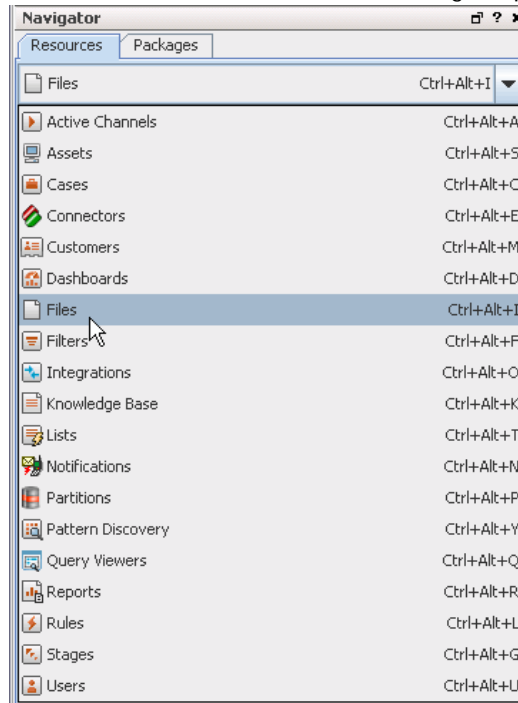 Navigator
Resources Packages
Files Ctrl+Alt+I
Active Channels Ctrl+Alt+A
Assets Ctrl+Alt+S
Cases Ctrl+Alt+C
Connectors Ctrl+Alt+E
Customers Ctrl+Alt+M
Dashboards Ctrl+Alt+D
Files Ctrl+Alt+I
Filters Ctrl+Alt+F
Integrations Ctrl+Alt+O
Knowledge Base Ctrl+Alt+K
Lists Ctrl+Alt+T
Notifications Ctrl+Alt+N
Partitions Ctrl+Alt+P
Pattern Discovery Ctrl+Alt+Y
Query Viewers Ctrl+Alt+Q
Reports Ctrl+Alt+R
Rules Ctrl+Alt+L
Stages Ctrl+Alt+G
Users Ctrl+Alt+U